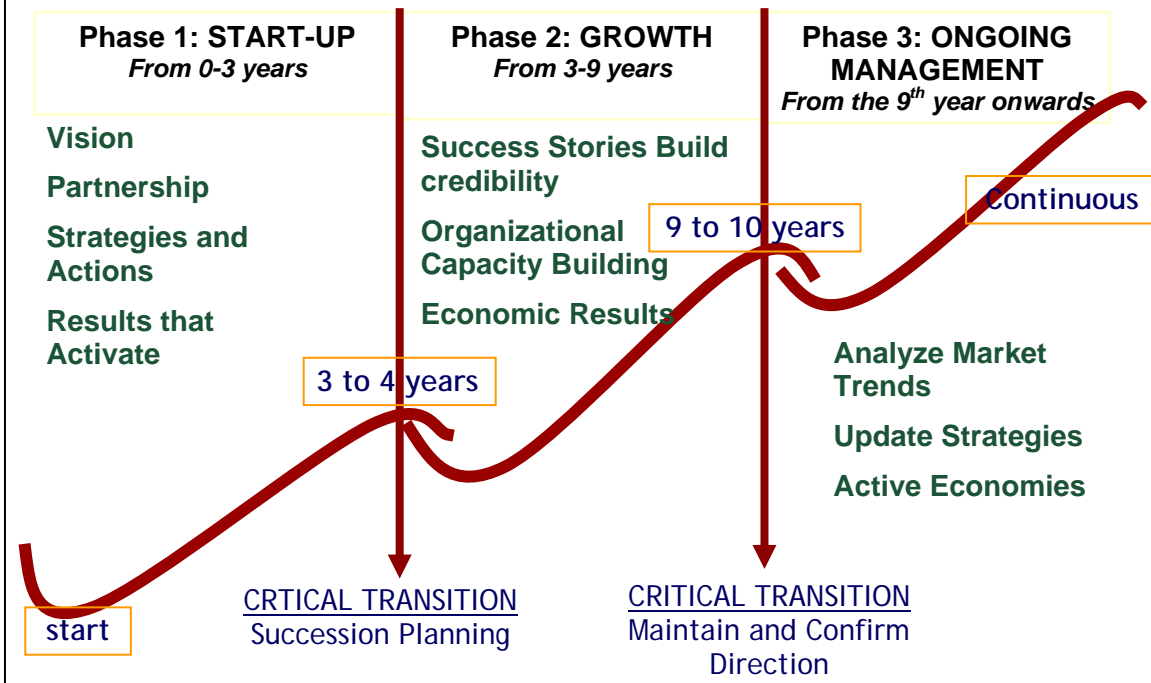 Phase 1: START-UP
From 0-3 years
Phase 2: GROWTH
From 3-9 years
Phase 3: ONGOING
MANAGEMENT
From the 9th year onwards
Vision
Partnership
Strategies and
Actions
Results that
Activate
Success Stories Build
credibility
Organizational
Capacity Building
Economic Results
Analyze Market
Trends
Update Strategies
Active Economies
start
3 to 4 years
9 to 10 years
Continuous
CRTICAL TRANSITION
Succession Planning
CRITICAL TRANSITION
Maintain and Confirm
Direction